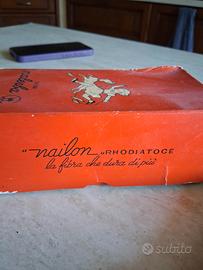 "nailon" RHODIATOCE
la fibra che dura di più
subito